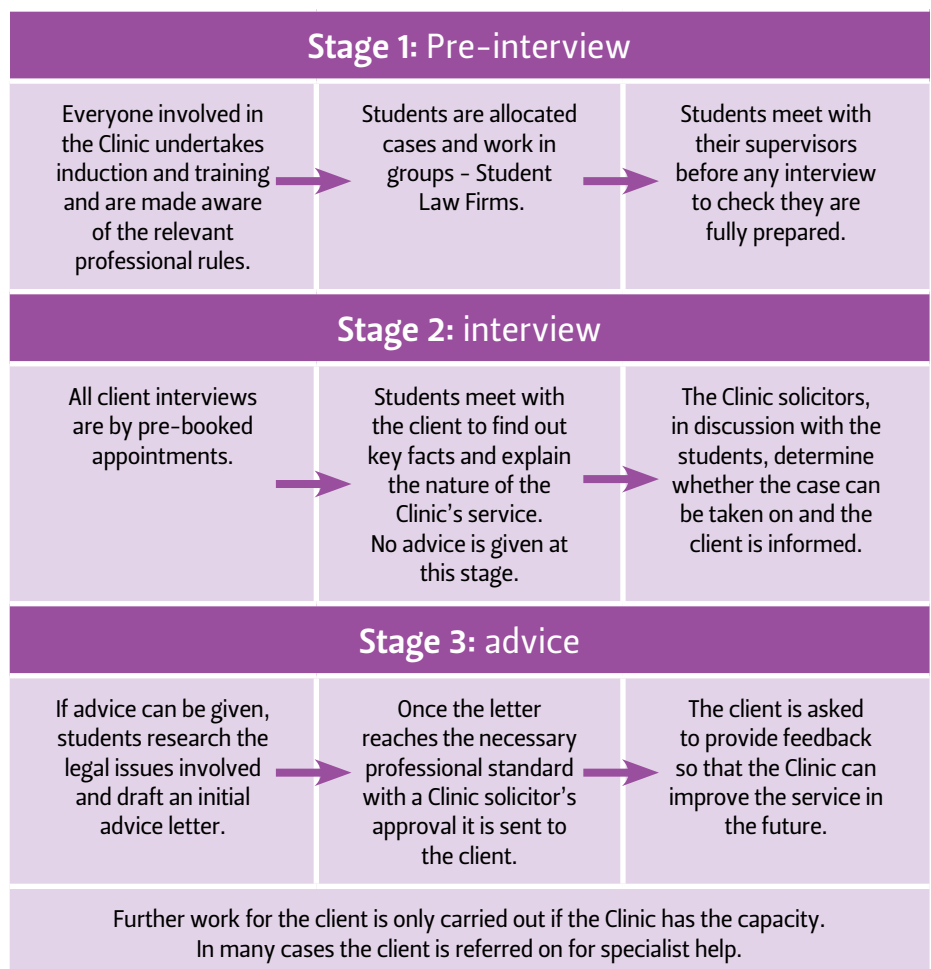 Stage 1: Pre-interview
Everyone involved in
the Clinic undertakes
induction and training
and are made aware
of the relevant
professional rules.
Students are allocated
cases and work in
groups - Student
Law Firms.
Students meet with
their supervisors
before any interview
to check they are
fully prepared.
Stage 2: interview
All client interviews
are by pre-booked
appointments.
Students meet with
the client to find out
key facts and explain
the nature of the
Clinic's service.
No advice is given at
this stage.
The Clinic solicitors,
in discussion with the
students, determine
whether the case can
be taken on and the
client is informed.
Stage 3: advice
If advice can be given,
students research the
legal issues involved
and draft an initial
advice letter.
Once the letter
reaches the necessary
professional standard
with a Clinic solicitor's
approval it is sent to
the client.
The client is asked
to provide feedback
so that the Clinic can
improve the service in
the future.
Further work for the client is only carried out if the Clinic has the capacity.
In many cases the client is referred on for specialist help.